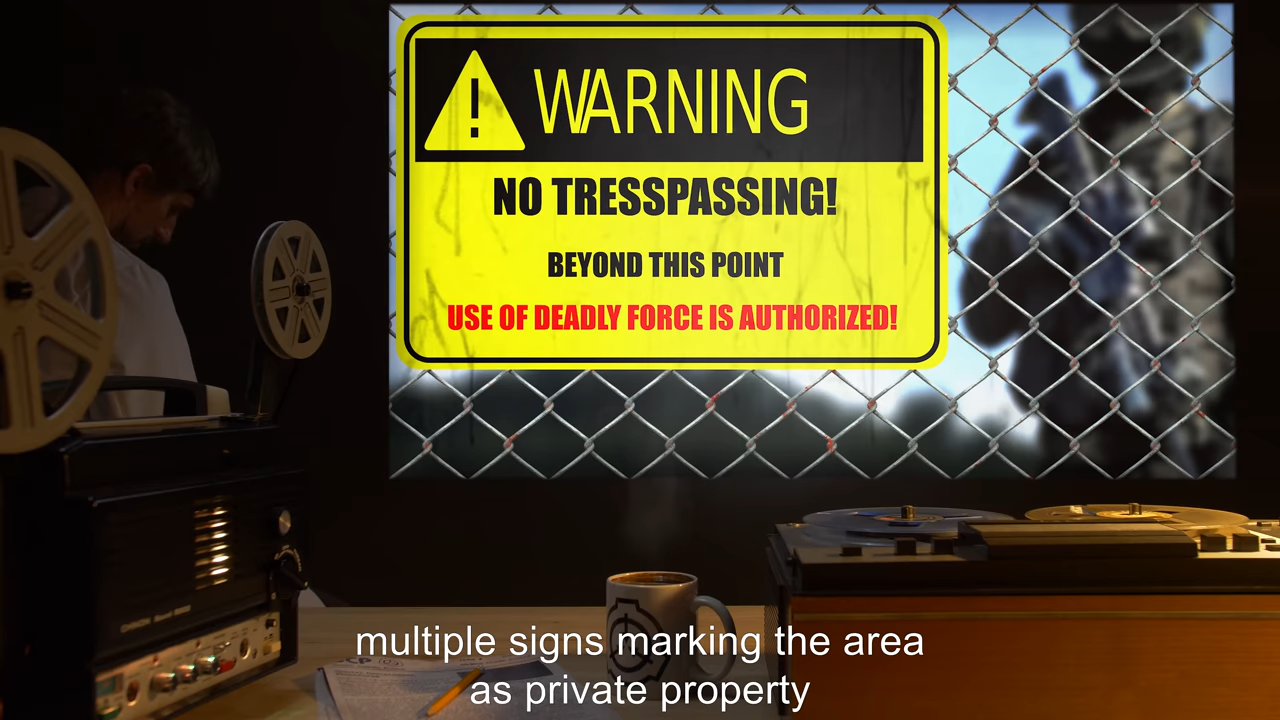 WARNING
NO TRESSPASSING!
BEYOND THIS POINT
USE OF DEADLY FORCE IS AUTHORIZED!
multiple signs marking the area
as private property